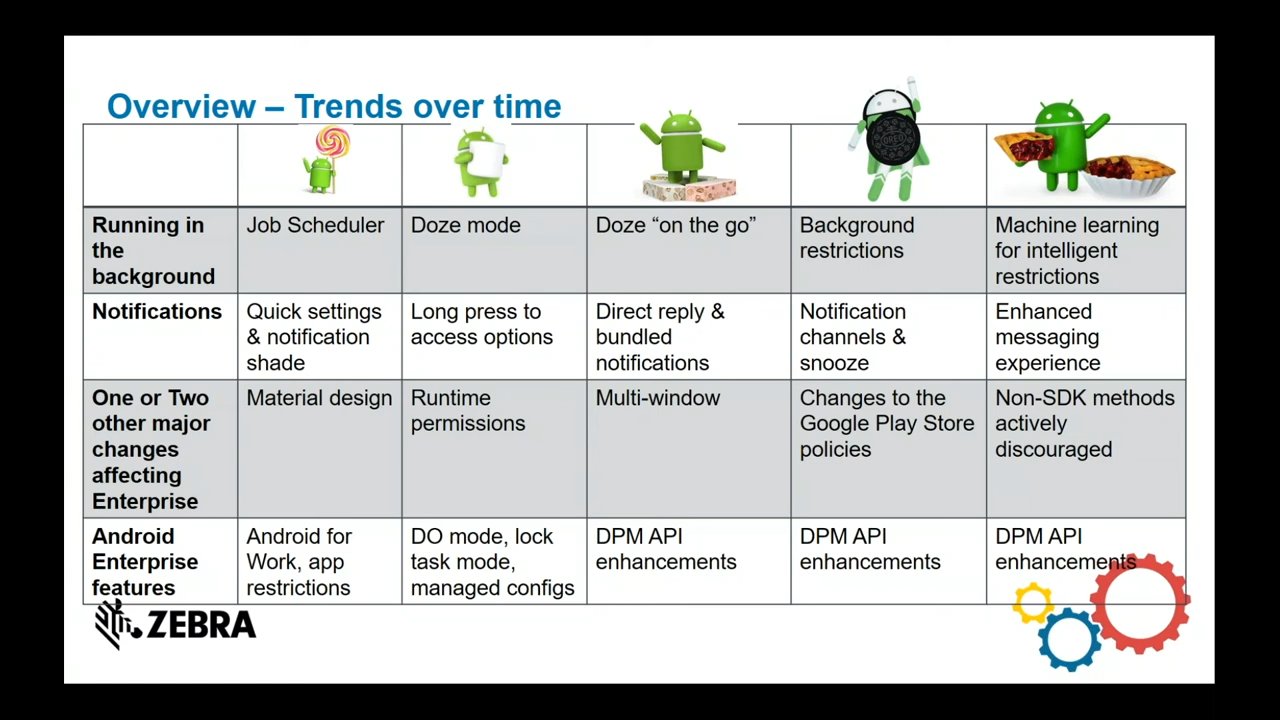 Overview – Trends over time
OREO
Running in
the
background
Job Scheduler
Doze mode
Doze “on the go”
Background
restrictions
Machine learning
for intelligent
restrictions
Notifications
Quick settings
& notification
shade
Long press to
access options
Direct reply &
bundled
notifications
Notification
channels &
snooze
Enhanced
messaging
experience
One or Two
other major
changes
affecting
Enterprise
Material design
Runtime
permissions
Multi-window
Changes to the
Google Play Store
policies
Non-SDK methods
actively
discouraged
Android
Enterprise
features
Android for
Work, app
restrictions
DO mode, lock
task mode,
managed configs
DPM API
enhancements
DPM API
enhancements
DPM API
enhancements
ZEBRA